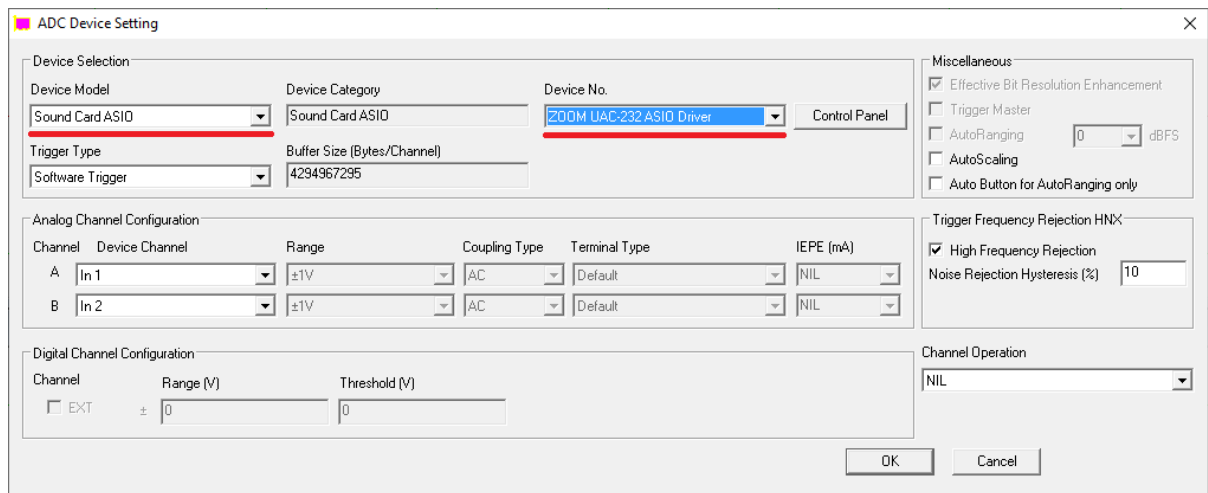 ADC Device Setting
Device Selection
Device Model
Device Category
Device No.
Sound Card ASIO
Sound Card ASIO
ZOOM UAC-232 ASIO Driver
Control Panel
Trigger Type
Buffer Size (Bytes/Channel)
Software Trigger
4294967295
Miscellaneous
Effective Bit Resolution Enhancement
Trigger Master
AutoRanging
0
dBFS
AutoScaling
Auto Button for AutoRanging only
Analog Channel Configuration
Channel
Device Channel
Range
Coupling Type
Terminal Type
IEPE (mA)
A
In 1
±1V
AC
Default
NIL
B
In 2
±1V
AC
Default
NIL
Trigger Frequency Rejection HNX
High Frequency Rejection
Noise Rejection Hysteresis (%)
10
Digital Channel Configuration
Channel
Range (V)
Threshold (V)
EXT
±
0
0
Channel Operation
NIL
OK
Cancel